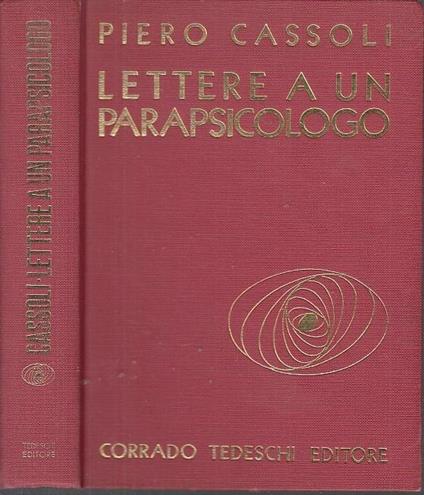 CASSOLI·LETTERE A UN PARAPSICOLOGO
TEDESCHI
EDITORE
PIERO CASSOLI
LETTERE A UN
PARAPSICOLOGO
CORRADO TEDESCHI EDITORE